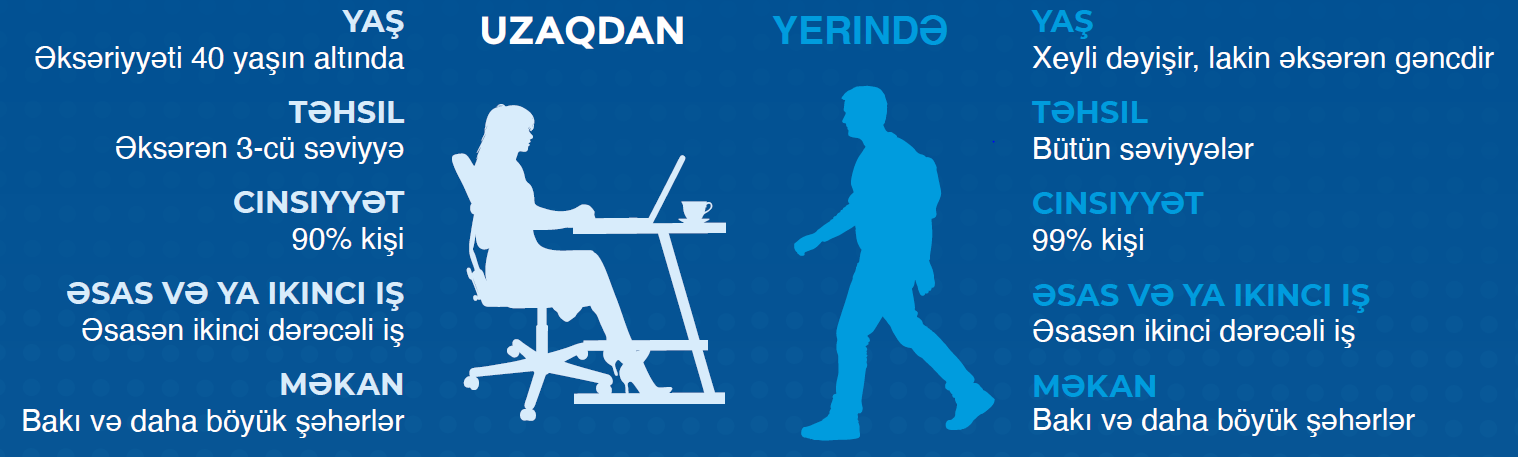 UZAQDAN
YAŞ
Əksəriyyəti 40 yaşın altında
TƏHSIL
Əksərən 3-cü səviyyə
CINSIYYƏT
90% kişi
ƏSAS VƏ YA IKINCI IŞ
Əsasən ikinci dərəcəli iş
MƏKAN
Bakı və daha böyük şəhərlər
YERINDƏ
YAŞ
Xeyli dəyişir, lakin əksərən gəncdir
TƏHSIL
Bütün səviyyələr
CINSIYYƏT
99% kişi
ƏSAS VƏ YA IKINCI IŞ
Əsasən ikinci dərəcəli iş
MƏKAN
Bakı və daha böyük şəhərlər